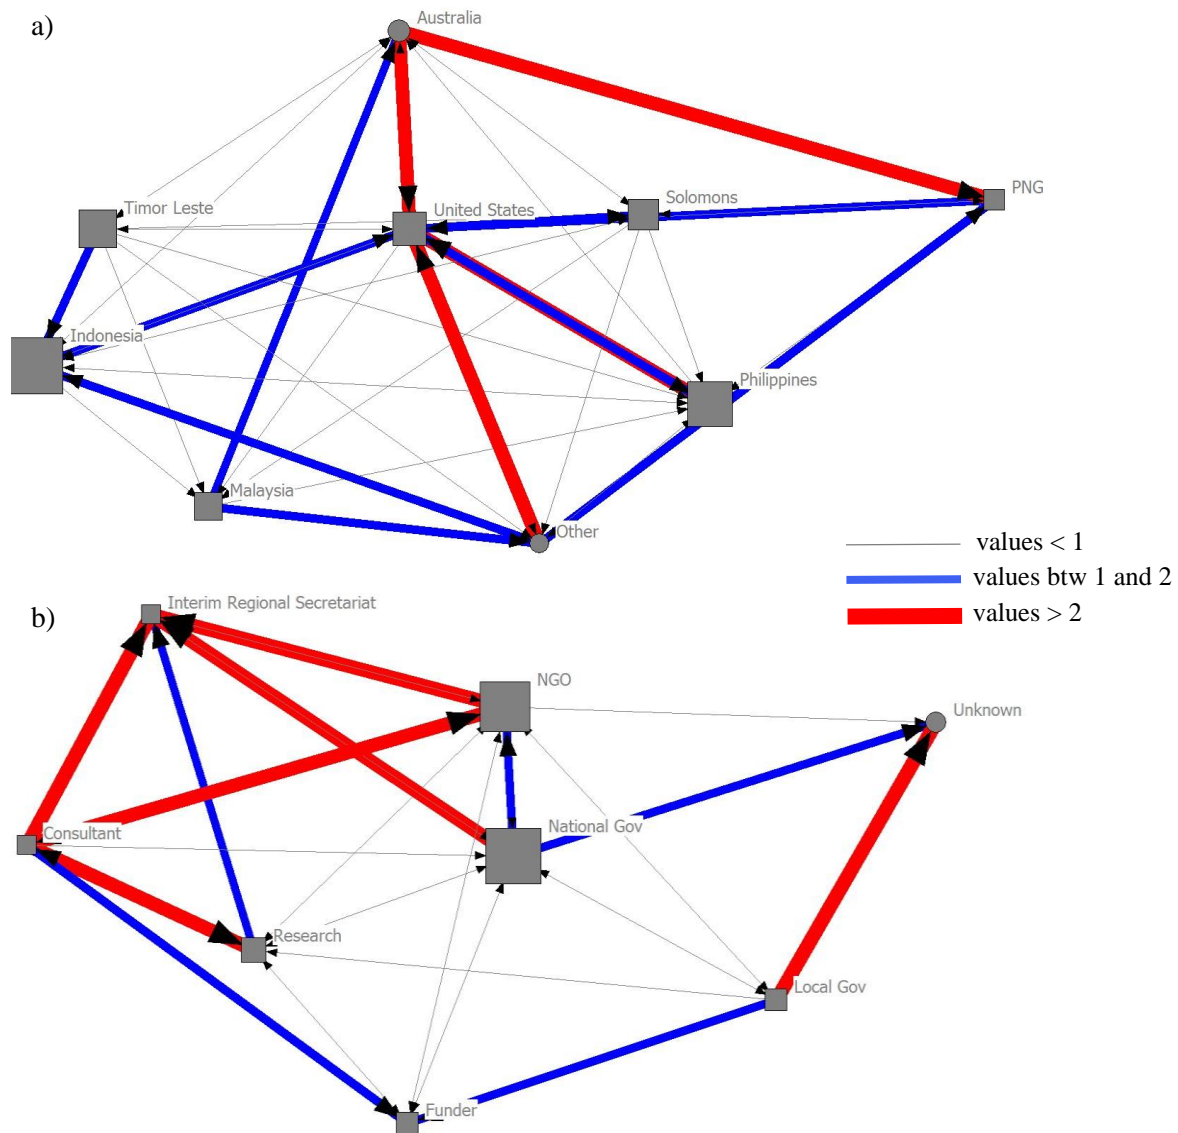 a)
Australia
Timor Leste
United States
Solomons
PNG
Indonesia
Philippines
Malaysia
Other
values < 1
values btw 1 and 2
values > 2
b)
Interim Regional Secretariat
NGO
Unknown
Consultant
National Gov
Research
Local Gov
Funder